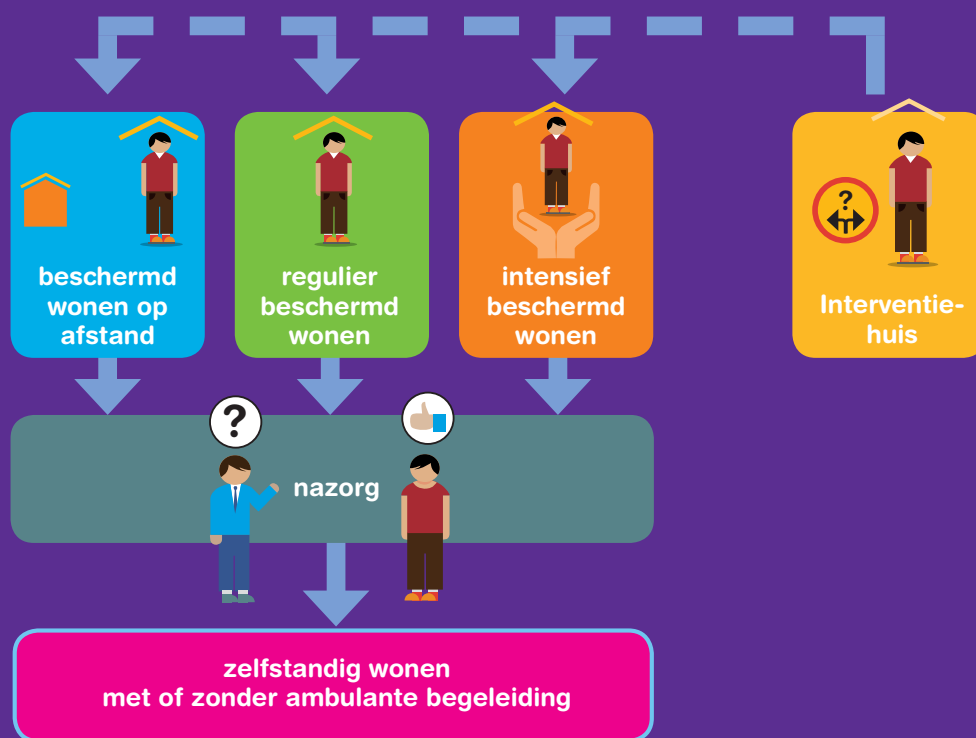 beschermd
wonen op
afstand
regulier
beschermd
wonen
intensief
beschermd
wonen
?
Interventie-
huis
?
nazorg
zelfstandig wonen
met of zonder ambulante begeleiding